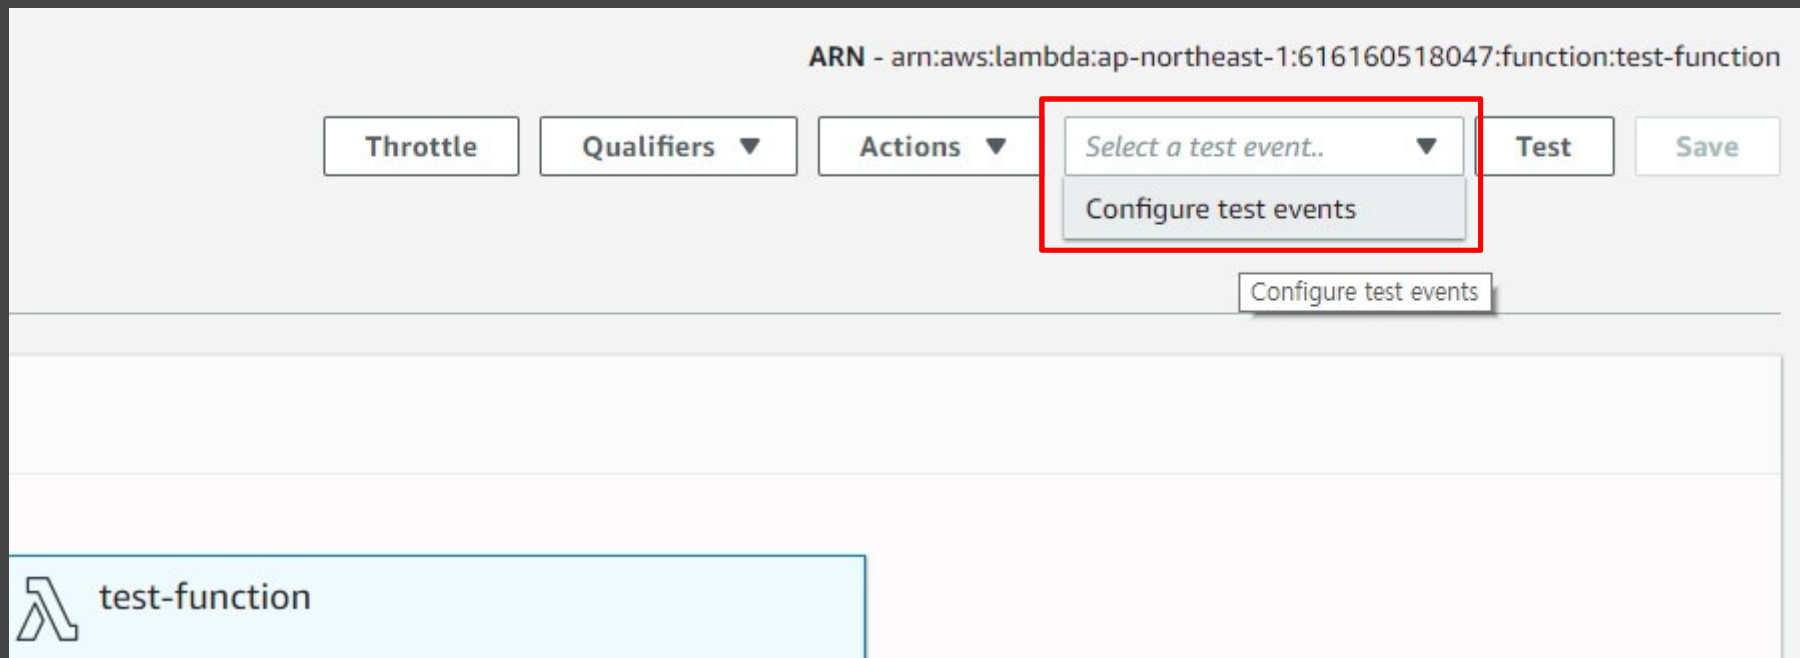 ARN - arn:aws:lambda:ap-northeast-1:616160518047:function:test-function
Throttle Qualifiers Actions Select a test event.. Test Save
Configure test events
Configure test events
test-function